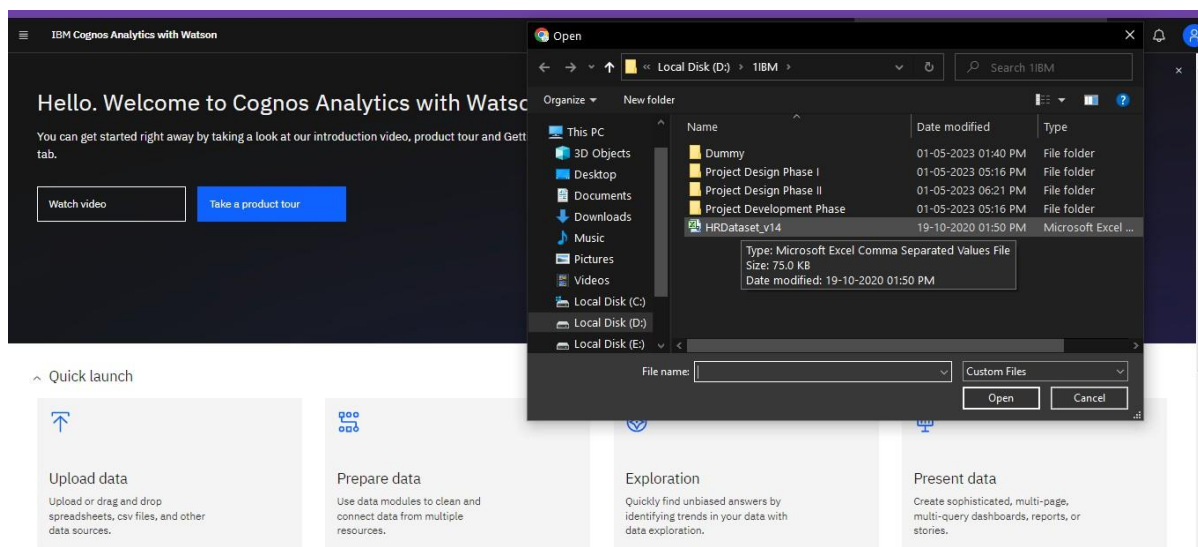 IBM Cognos Analytics with Watson
Hello. Welcome to Cognos Analytics with
You can get started right away by taking a look at our introduction video, product tour and
tab.
Watch video
Take a product tour
Open
Local Disk (D:) > 1IBM >
Search 1IBM
Organize
New folder
This PC
3D Objects
Desktop
Documents
Downloads
Music
Pictures
Videos
Local Disk (C:)
Local Disk (D:)
Local Disk (E:)
Name Date modified Type
Dummy 01-05-2023 01:40 PM File folder
Project Design Phase I 01-05-2023 05:16 PM File folder
Project Design Phase II 01-05-2023 06:21 PM File folder
Project Development Phase 01-05-2023 05:16 PM File folder
HRDataset_v14 19-10-2020 01:50 PM Microsoft Excel ...
Type: Microsoft Excel Comma Separated Values File
Size: 75.0 KB
Date modified: 19-10-2020 01:50 PM
File name:
Custom Files
Open
Cancel
Quick launch
Upload data
Upload or drag and drop
spreadsheets, csv files, and other
data sources.
Prepare data
Use data modules to clean and
connect data from multiple
resources.
Exploration
Quickly find unbiased answers by
identifying trends in your data with
data exploration.
Present data
Create sophisticated, multi-page,
multi-query dashboards, reports, or
stories.